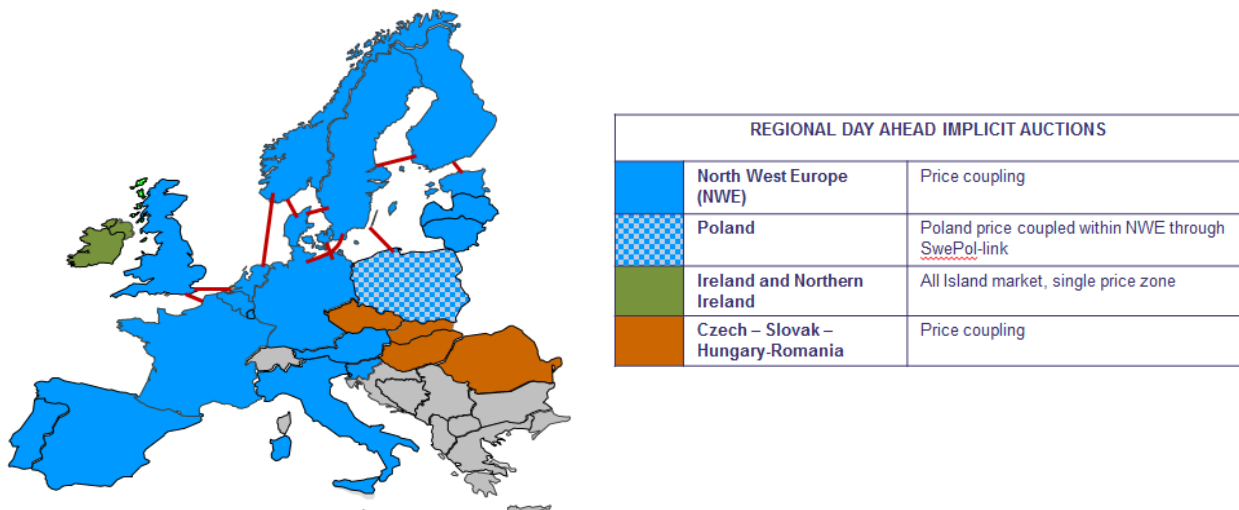 REGIONAL DAY AHEAD IMPLICIT AUCTIONS
North West Europe
(NWE)
Price coupling
Poland
Poland price coupled within NWE through
SwePol-link
Ireland and Northern
Ireland
All Island market, single price zone
Czech – Slovak –
Hungary-Romania
Price coupling